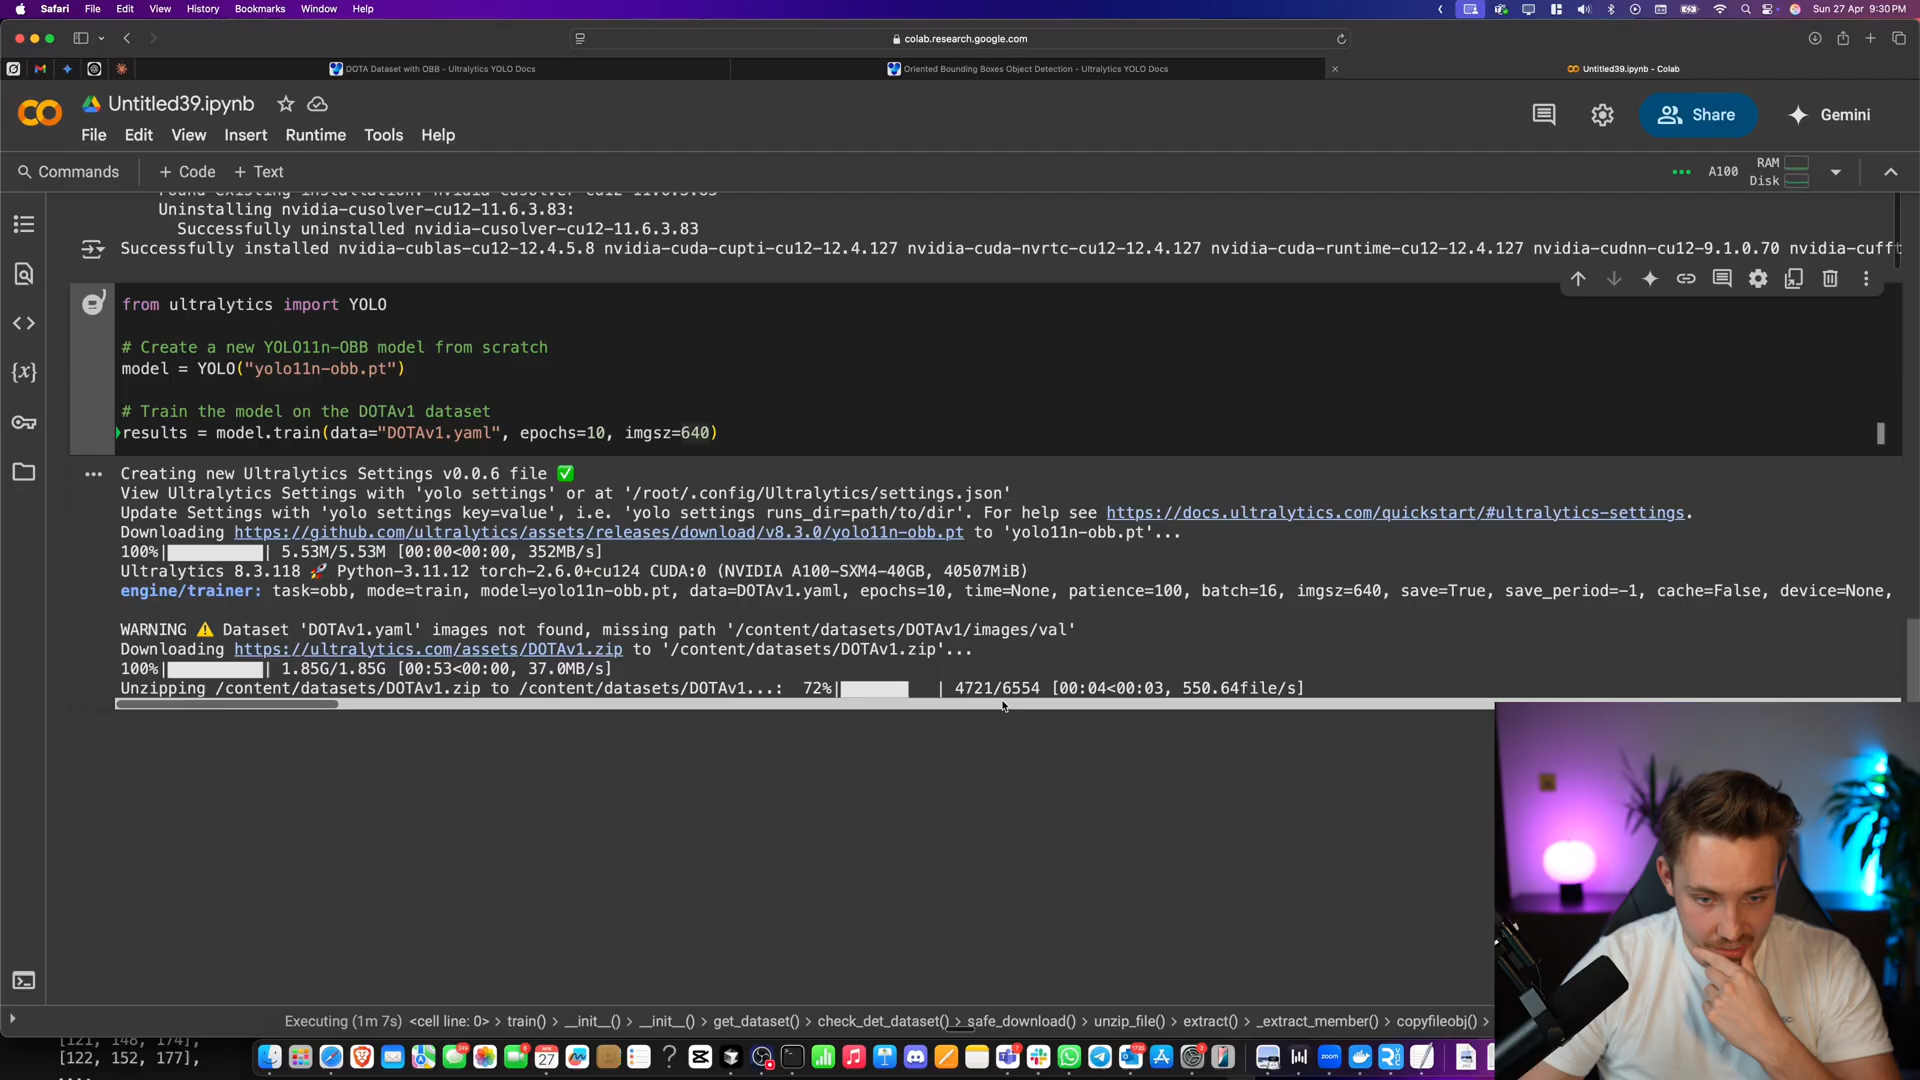 Safari File Edit View History Bookmarks Window Help
Sun 27 Apr 9:30 PM
colab.research.google.com
DOTA Dataset with OBB - Ultralytics YOLO Docs
Oriented Bounding Boxes Object Detection - Ultralytics YOLO Docs
Untitled39.ipynb - Colab
Untitled39.ipynb
Share
Gemini
File Edit View Insert Runtime Tools Help
Commands
+ Code + Text
A100
RAM
Disk
Found existing installation: nvidia-cusolver-cu12 11.6.3.83
Uninstalling nvidia-cusolver-cu12-11.6.3.83:
Successfully uninstalled nvidia-cusolver-cu12-11.6.3.83
Successfully installed nvidia-cublas-cu12-12.4.5.8 nvidia-cuda-cupti-cu12-12.4.127 nvidia-cuda-nvrtc-cu12-12.4.127 nvidia-cuda-runtime-cu12-12.4.127 nvidia-cudnn-cu12-9.1.0.70 nvidia-cufft
from ultralytics import YOLO
# Create a new YOLO11n-OBB model from scratch
model = YOLO("yolo11n-obb.pt")
# Train the model on the DOTAv1 dataset
results = model.train(data="DOTAv1.yaml", epochs=10, imgsz=640)
Creating new Ultralytics Settings v0.0.6 file ✅
View Ultralytics Settings with 'yolo settings' or at '/root/.config/Ultralytics/settings.json'
Update Settings with 'yolo settings key=value', i.e. 'yolo settings runs_dir=path/to/dir'. For help see https://docs.ultralytics.com/quickstart/#ultralytics-settings.
Downloading https://github.com/ultralytics/assets/releases/download/v8.3.0/yolo11n-obb.pt to 'yolo11n-obb.pt'...
100%| | 5.53M/5.53M [00:00<00:00, 352MB/s]
Ultralytics 8.3.118 🚀 Python-3.11.12 torch-2.6.0+cu124 CUDA:0 (NVIDIA A100-SXM4-40GB, 40507MiB)
engine/trainer: task=obb, mode=train, model=yolo11n-obb.pt, data=DOTAv1.yaml, epochs=10, time=None, patience=100, batch=16, imgsz=640, save=True, save_period=-1, cache=False, device=None,
WARNING ⚠️ Dataset 'DOTAv1.yaml' images not found, missing path '/content/datasets/DOTAv1/images/val'
Downloading https://ultralytics.com/assets/DOTAv1.zip to '/content/datasets/DOTAv1.zip'...
100%| | 1.85G/1.85G [00:53<00:00, 37.0MB/s]
Unzipping /content/datasets/DOTAv1.zip to /content/datasets/DOTAv1...: 72%| | 4721/6554 [00:04<00:03, 550.64file/s]
Executing (1m 7s) <cell line: 0> > train() > __init__() > __init__() > get_dataset() > check_det_dataset() > safe_download() > unzip_file() > extract() > _extract_member() > copyfileobj() >
[121, 148, 174],
[122, 152, 177],